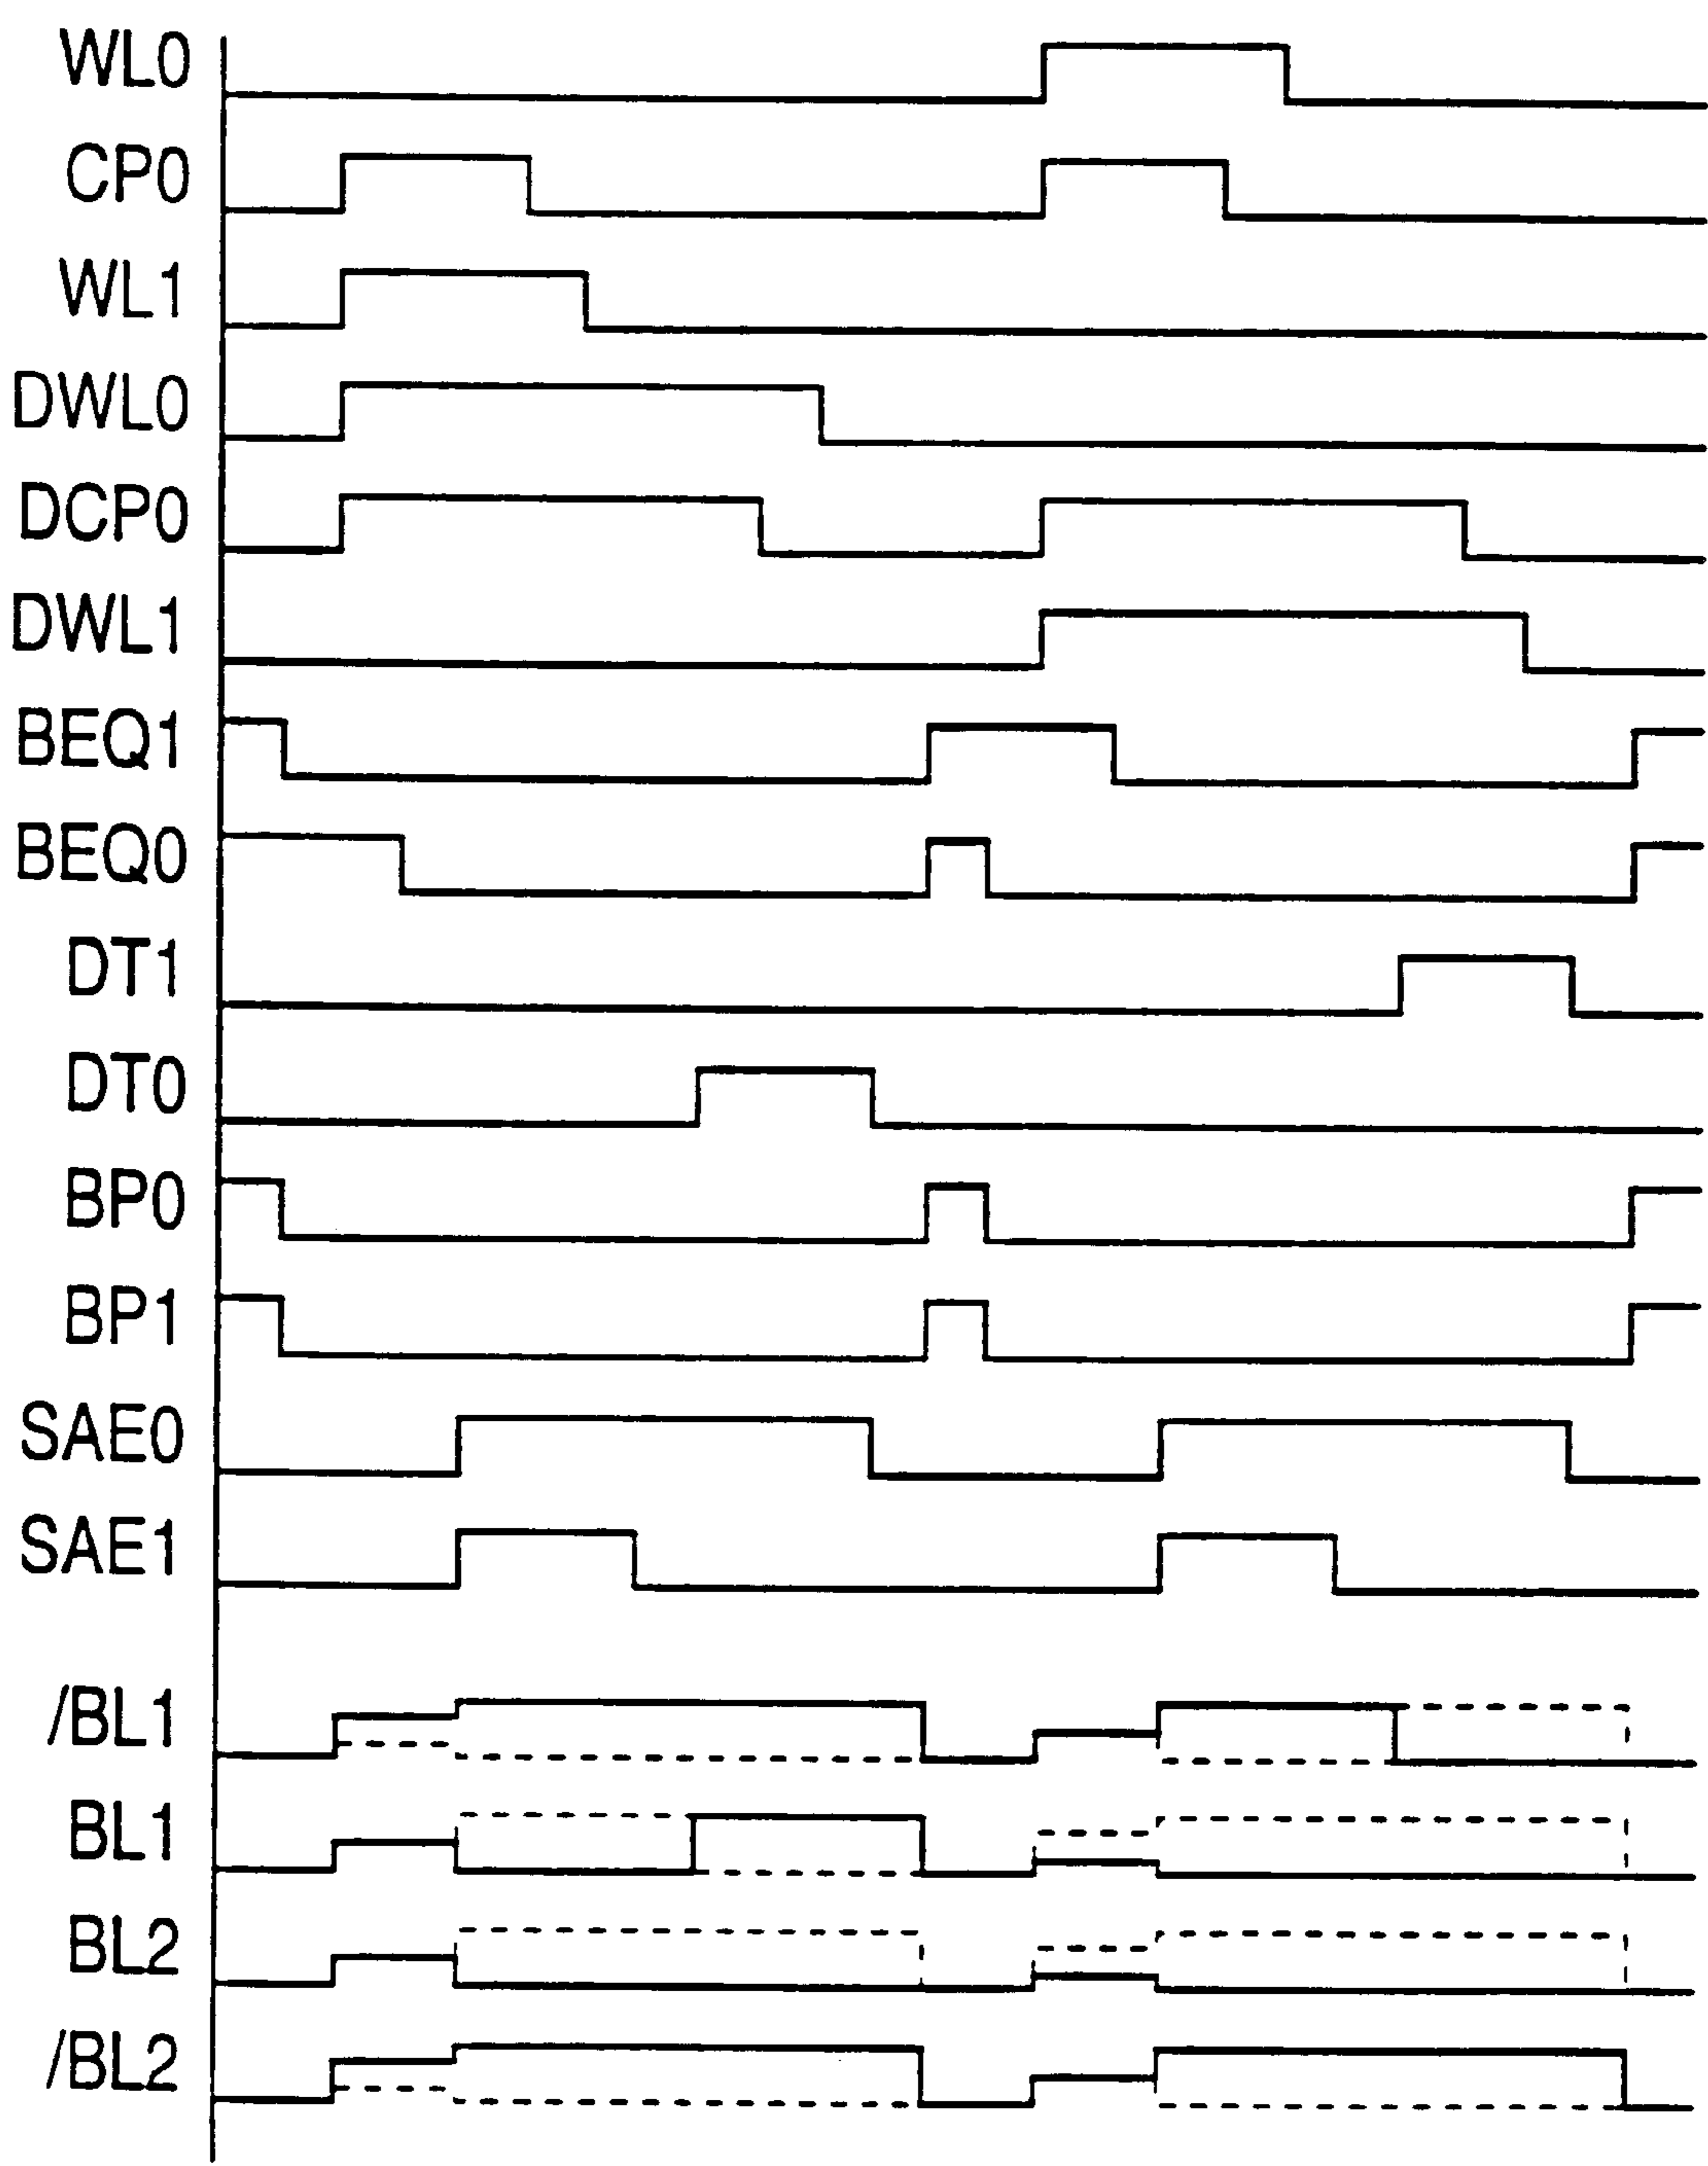 WL0
CP0
WL1
DWL0
DCP0
DWL1
BEQ1
BEQ0
DT1
DT0
BP0
BP1
SAE0
SAE1
/BL1
BL1
BL2
/BL2